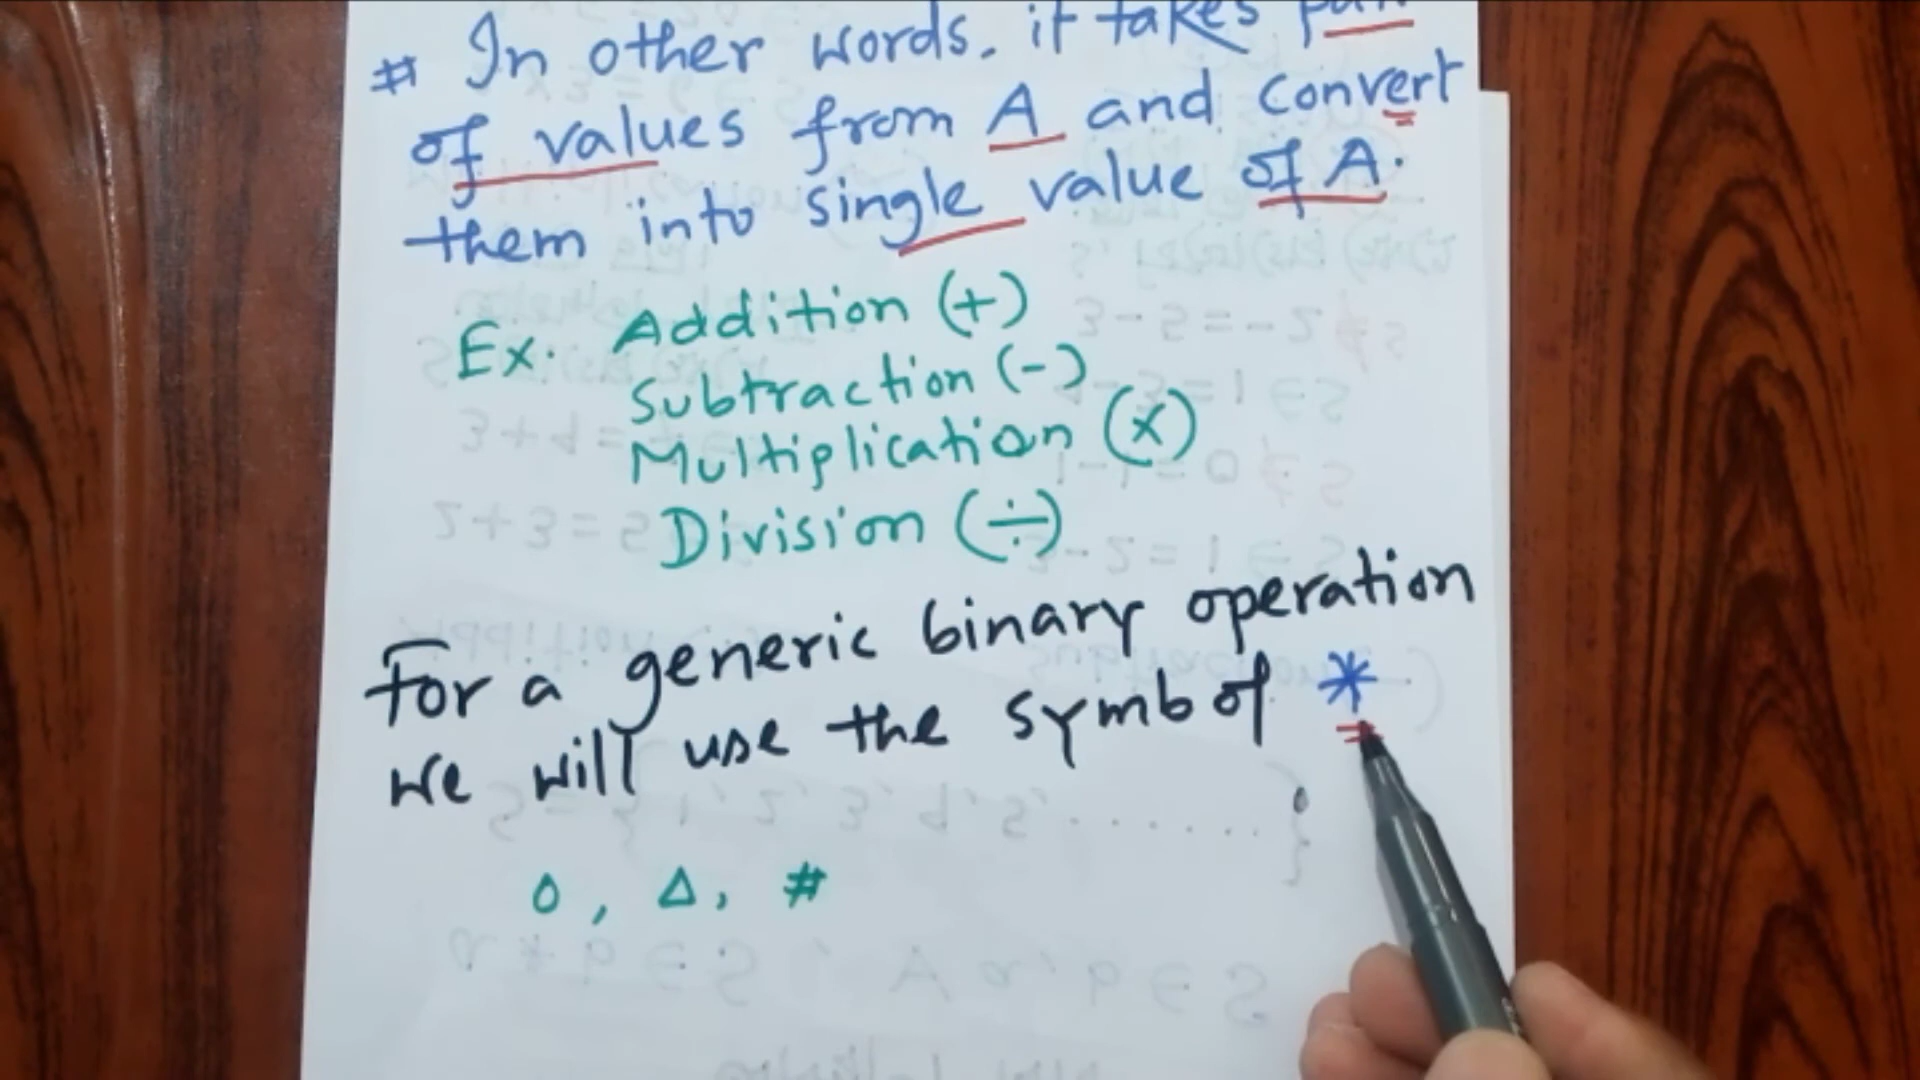 # In other words. it takes pair
of values from A and convert
them into single value of A.
Ex. Addition (+)
Subtraction (-)
Multiplication (x)
Division (÷)
For a generic binary operation
we will use the symbol *
o, Δ, #